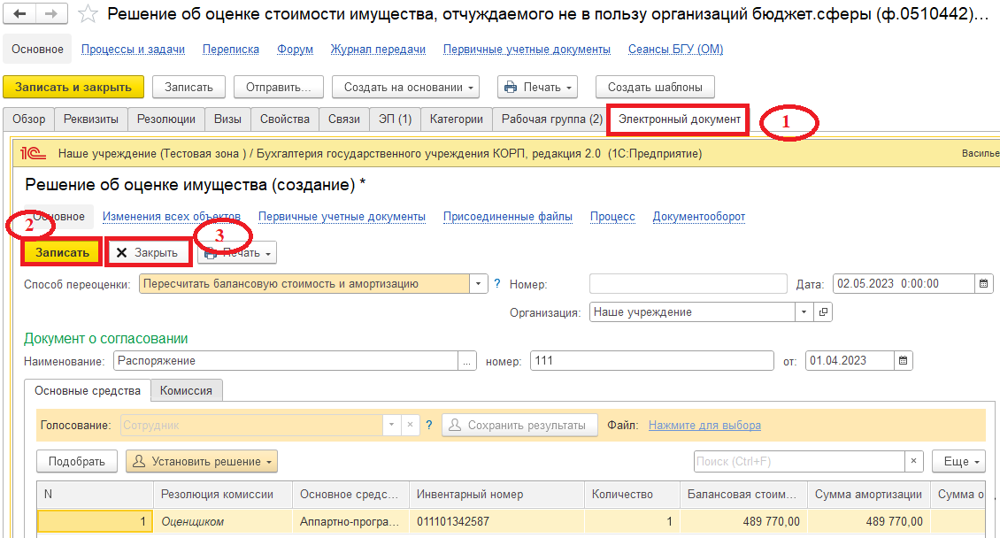 Решение об оценке стоимости имущества, отчуждаемого не в пользу организаций бюджет.сферы (ф.0510442)...
Основное Процессы и задачи Переписка Форум Журнал передачи Первичные учетные документы Сеансы БГУ (ОМ)
Записать и закрыть Записать Отправить... Создать на основании Печать Создать шаблоны
Обзор Реквизиты Резолюции Визы Свойства Связи ЭП (1) Категории Рабочая группа (2) Электронный документ 1
1С Наше учреждение (Тестовая зона ) / Бухгалтерия государственного учреждения КОРП, редакция 2.0 (1С:Предприятие) Василье
Решение об оценке имущества (создание) *
2 Основное Изменения всех объектов Первичные учетные документы Присоединенные файлы Процесс Документооборот
3
Записать Закрыть Печать
Способ переоценки: Пересчитать балансовую стоимость и амортизацию ? Номер: Дата: 02.05.2023 0:00:00
Организация: Наше учреждение
Документ о согласовании
Наименование: Распоряжение ... номер: 111 от: 01.04.2023
Основные средства Комиссия
Голосование: Сотрудник × ? Сохранить результаты Файл: Нажмите для выбора
Подобрать Установить решение Поиск (Ctrl+F) × Еще
N Резолюция комиссии Основное средс... Инвентарный номер Количество Балансовая стоим... Сумма амортизации Сумма о
1 Оценщиком Аппартно-програ... 011101342587 1 489 770,00 489 770,00